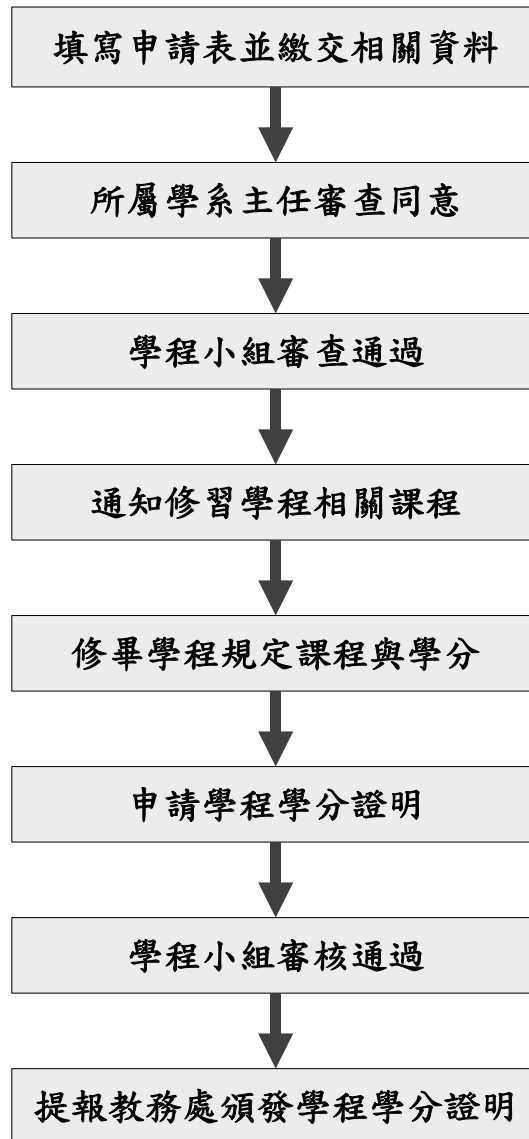 填寫申請表並繳交相關資料
所屬學系主任審查同意
學程小組審查通過
通知修習學程相關課程
修畢學程規定課程與學分
申請學程學分證明
學程小組審核通過
提報教務處頒發學程學分證明